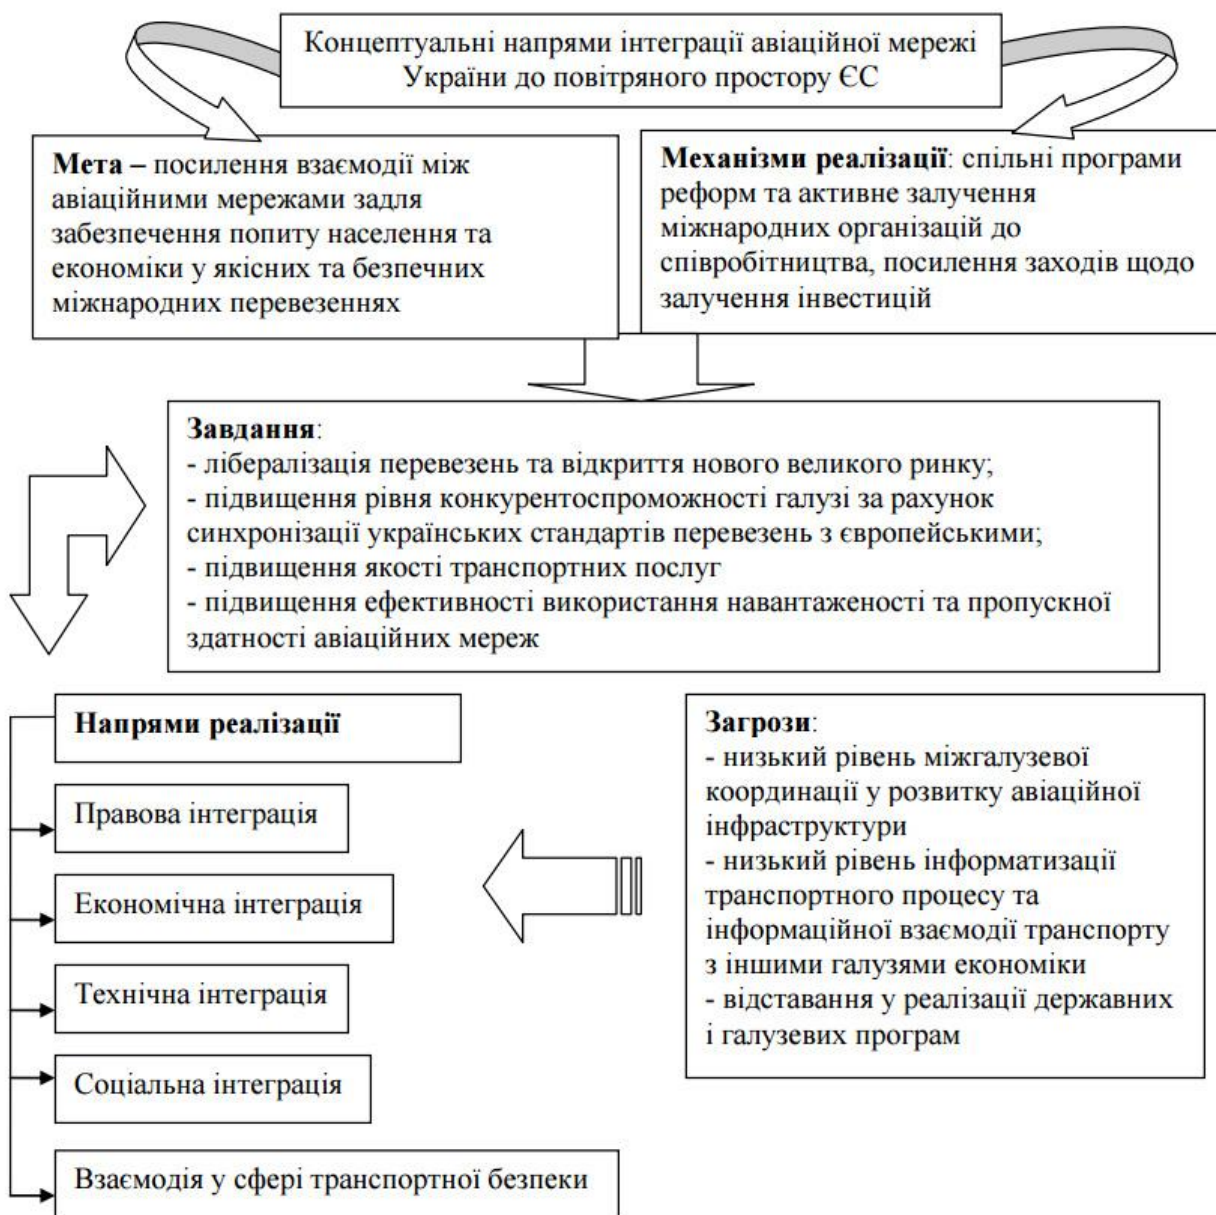 Концептуальні напрями інтеграції авіаційної мережі
України до повітряного простору ЄС
Мета – посилення взаємодії між
авіаційними мережами задля
забезпечення попиту населення та
економіки у якісних та безпечних
міжнародних перевезеннях
Механізми реалізації: спільні програми
реформ та активне залучення
міжнародних організацій до
співробітництва, посилення заходів щодо
залучення інвестицій
Завдання:
- лібералізація перевезень та відкриття нового великого ринку;
- підвищення рівня конкурентоспроможності галузі за рахунок
синхронізації українських стандартів перевезень з європейськими;
- підвищення якості транспортних послуг
- підвищення ефективності використання навантаженості та пропускної
здатності авіаційних мереж
Напрями реалізації
Правова інтеграція
Економічна інтеграція
Технічна інтеграція
Соціальна інтеграція
Взаємодія у сфері транспортної безпеки
Загрози:
- низький рівень міжгалузевої
координації у розвитку авіаційної
інфраструктури
- низький рівень інформатизації
транспортного процесу та
інформаційної взаємодії транспорту
з іншими галузями економіки
- відставання у реалізації державних
і галузевих програм